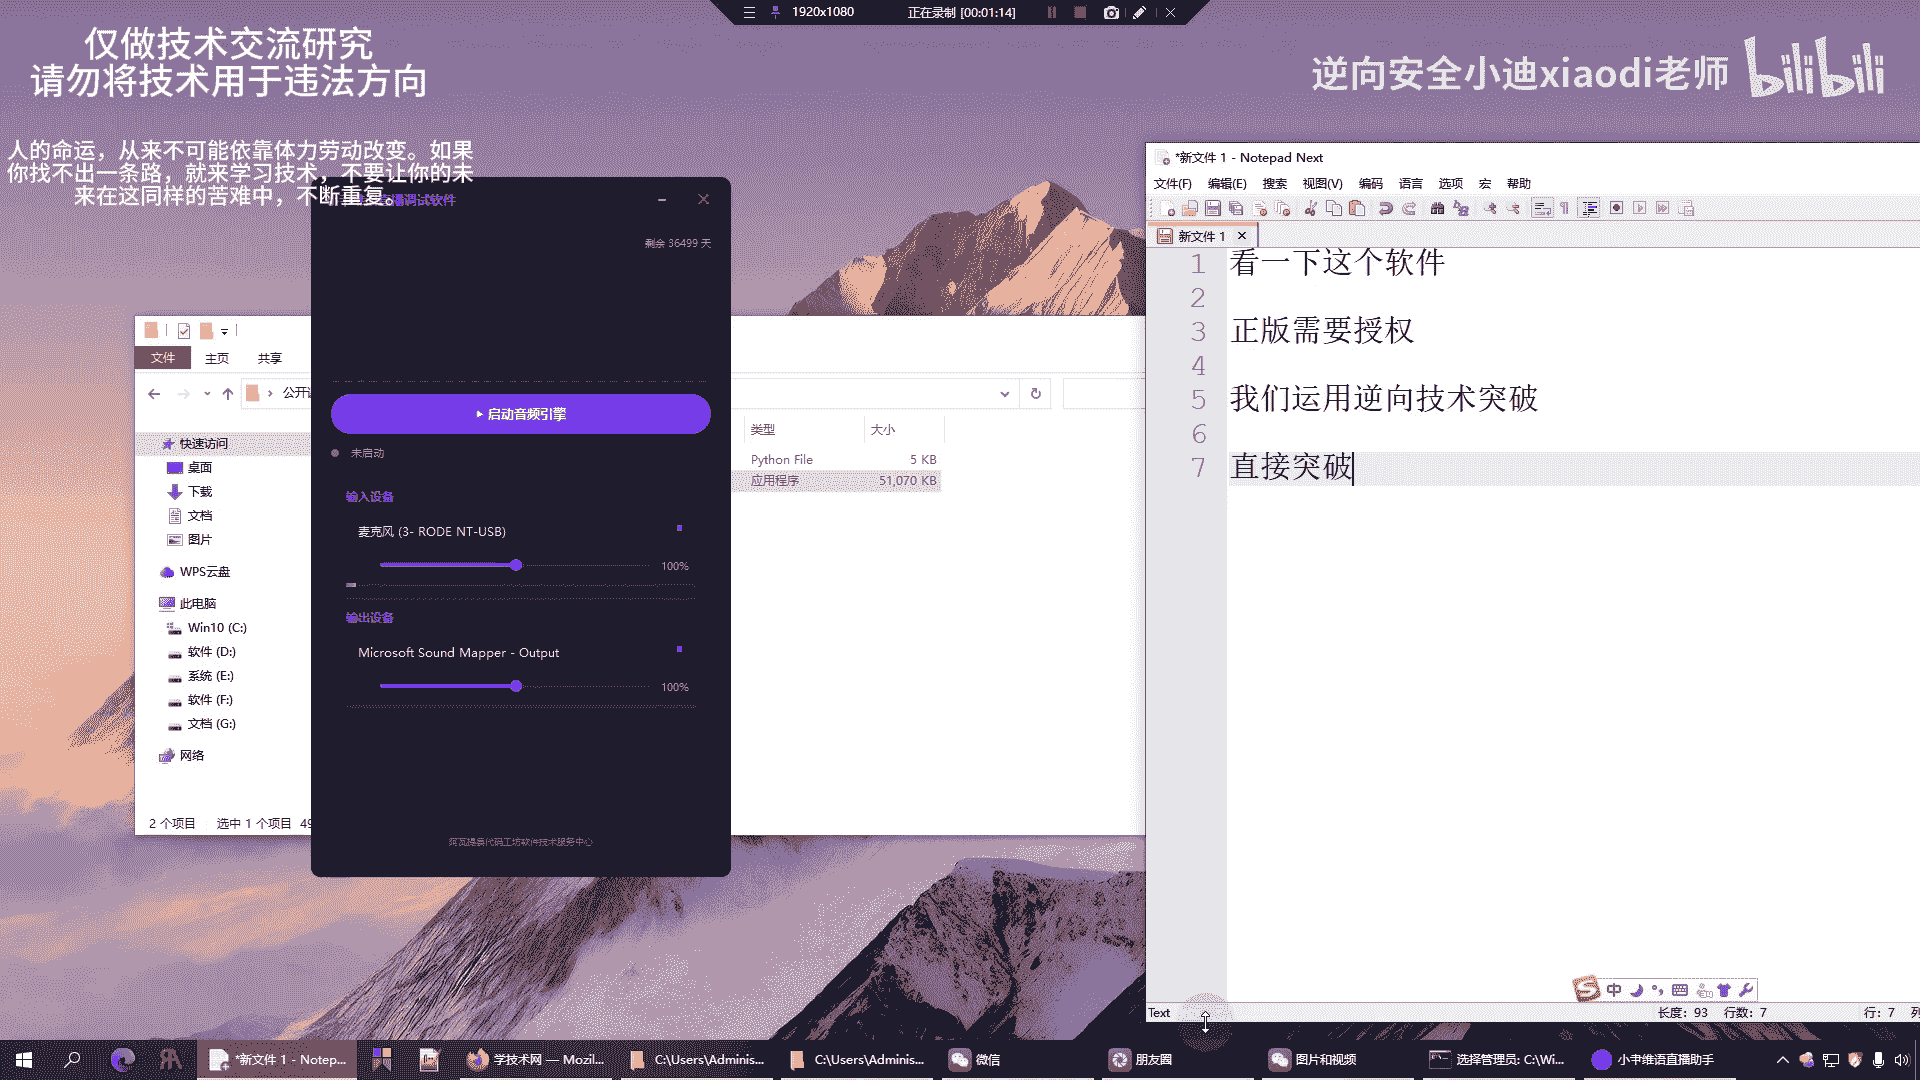 1920x1080
正在录制 [00:01:14]
仅做技术交流研究
请勿将技术用于违法方向
逆向安全小迪xiaodi老师
bilibili
人的命运，从来不可能依靠体力劳动改变。如果
你找不出一条路，就来学习技术，不要让你的未
来在这同样的苦难中，不断重复。
播调试软件
剩余 36499 天
启动音频引擎
未启动
输入设备
麦克风 (3- RODE NT-USB)
100%
输出设备
Microsoft Sound Mapper - Output
100%
文件
主页
共享
公开
快速访问
桌面
下载
文档
图片
WPS云盘
此电脑
Win10 (C:)
软件 (D:)
系统 (E:)
软件 (F:)
文档 (G:)
网络
2 个项目
选中 1 个项目
类型
大小
Python File
5 KB
应用程序
51,070 KB
*新文件 1 - Notepad Next
文件(F) 编辑(E) 搜索 视图(V) 编码 语言 选项 宏 帮助
新文件 1
1 看一下这个软件
2
3 正版需要授权
4
5 我们运用逆向技术突破
6
7 直接突破
中
Text
长度: 93
行数: 7
行: 7
*新文件 1 - Notep...
学技术网 — Mozil...
C:\Users\Adminis...
C:\Users\Adminis...
微信
朋友圈
图片和视频
选择管理员: C:\Wi...
小尹维语直播助手